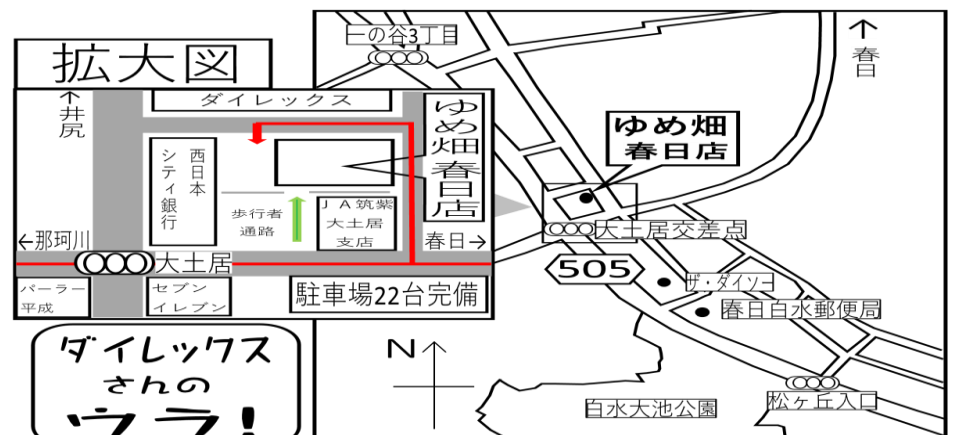 拡大図
↑井尻
ダイレックス
ゆめ畑春日店
西日本
シティ銀行
歩行者
通路
JA筑紫
大土居
支店
←那珂川
春日→
大土居
パーラー
平成
セブン
イレブン
駐車場22台完備
ダイレックス
さんの
ウラ!
一の谷3丁目
↑春日
ゆめ畑
春日店
大土居交差点
505
ザ・ダイソー
春日白水郵便局
N
白水大池公園
松ヶ丘入口